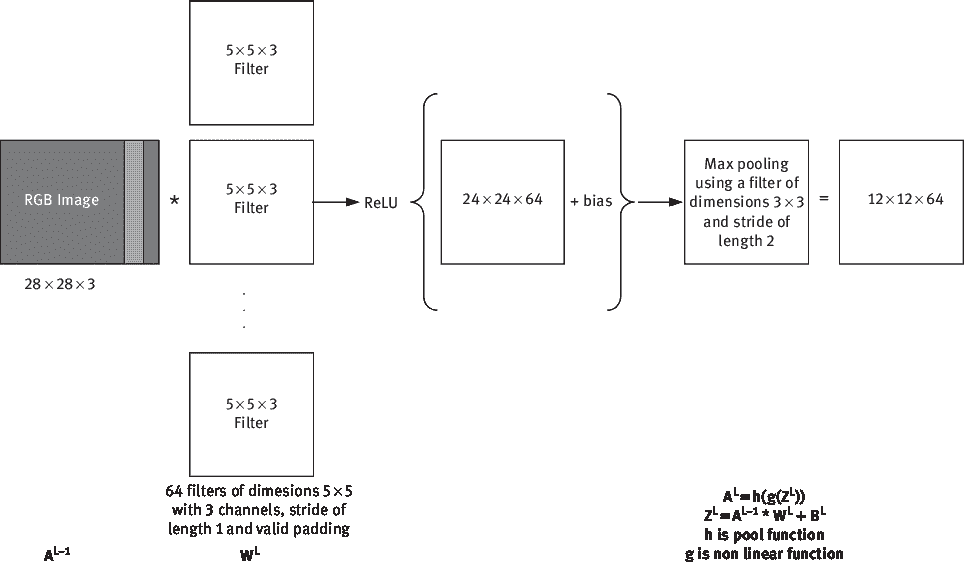 5×5×3
Filter
RGB Image
28×28×3
*
5×5×3
Filter
ReLU
24×24×64
+ bias
Max pooling
using a filter of
dimensions 3×3
and stride of
length 2
=
12×12×64
.
.
.
5×5×3
Filter
64 filters of dimesions 5×5
with 3 channels, stride of
length 1 and valid padding
A^L–1
W^L
A^L=h(g(Z^L))
Z^L=A^L–1 * W^L + B^L
h is pool function
g is non linear function